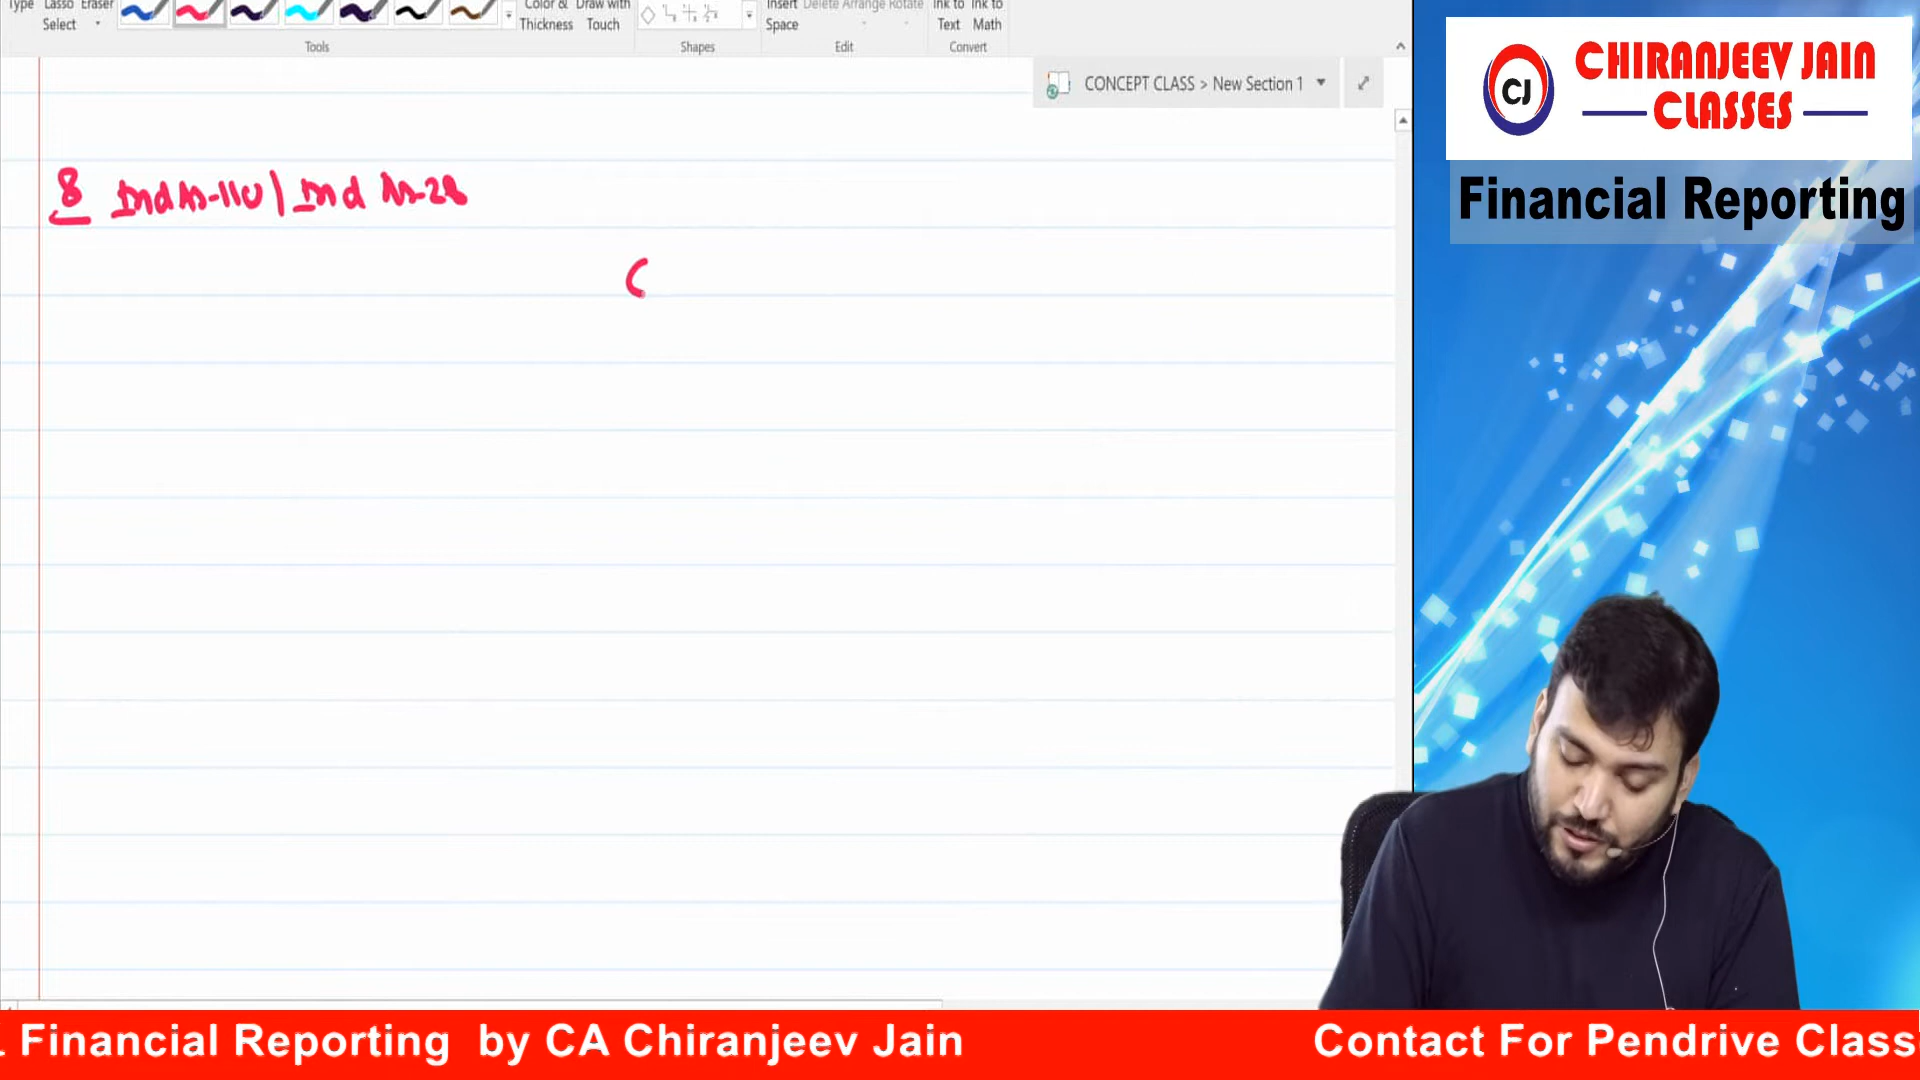 Type Lasso Select Eraser
Color & Thickness Draw with Touch
Insert Space Delete Arrange Rotate
Ink to Text Ink to Math
Tools Shapes Edit Convert
CONCEPT CLASS > New Section 1
8 Ind AS-110 | Ind AS-28
C
CJ
CHIRANJEEV JAIN
CLASSES
Financial Reporting
Financial Reporting by CA Chiranjeev Jain
Contact For Pendrive Class